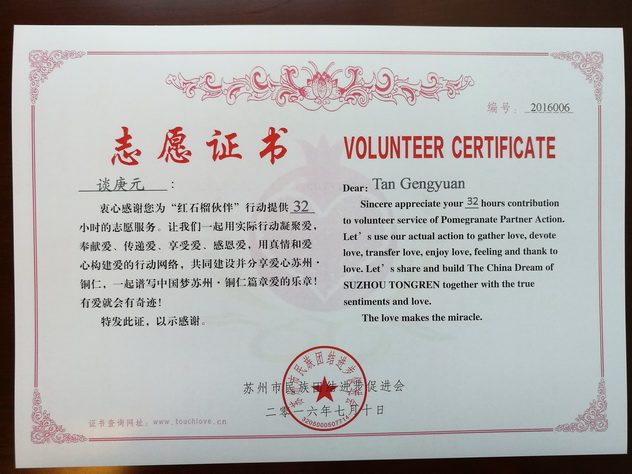 编号：2016006
志愿证书
谈庚元：
衷心感谢您为“红石榴伙伴”行动提供32
小时的志愿服务。让我们一起用实际行动凝聚爱，
奉献爱、传递爱、享受爱、感恩爱，用真情和爱
心构建爱的行动网络，共同建设并分享爱心苏州·
铜仁，一起谱写中国梦苏州·铜仁篇章爱的乐章！
有爱就会有奇迹！
特发此证，以示感谢。
VOLUNTEER CERTIFICATE
Dear: Tan Gengyuan
Sincere appreciate your 32 hours contribution
to volunteer service of Pomegranate Partner Action.
Let’s use our actual action to gather love, devote
love, transfer love, enjoy love, feeling and thank to
love. Let’s share and build The China Dream of
SUZHOU TONGREN together with the true
sentiments and love.
The love makes the miracle.
苏州市民族团结进步促进会
二零一六年七月十日
3205000507714
证书查询网址：www.touchlove.cn